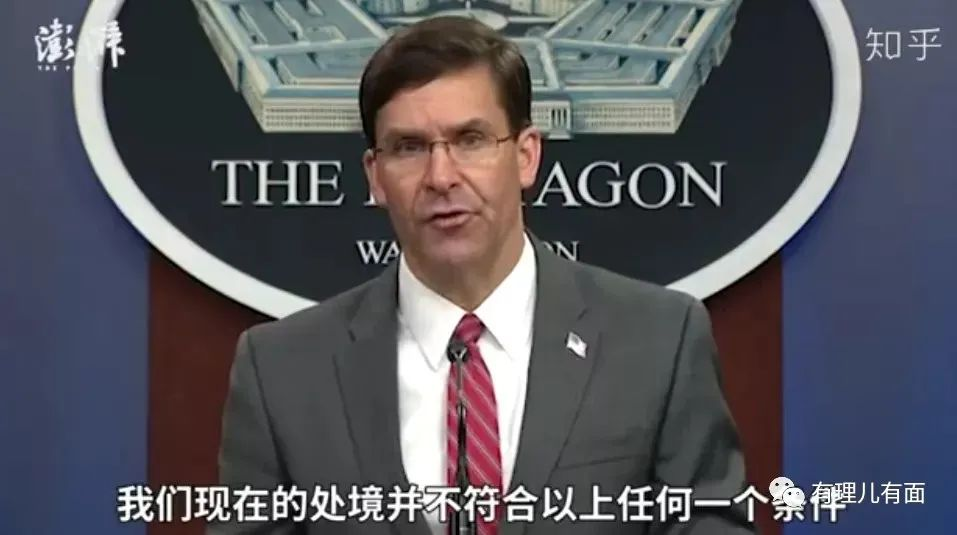 澎湃
THE P
知乎
THE P AGON
WA ON
我们现在的处境并不符合以上任何一个条件
有理儿有面